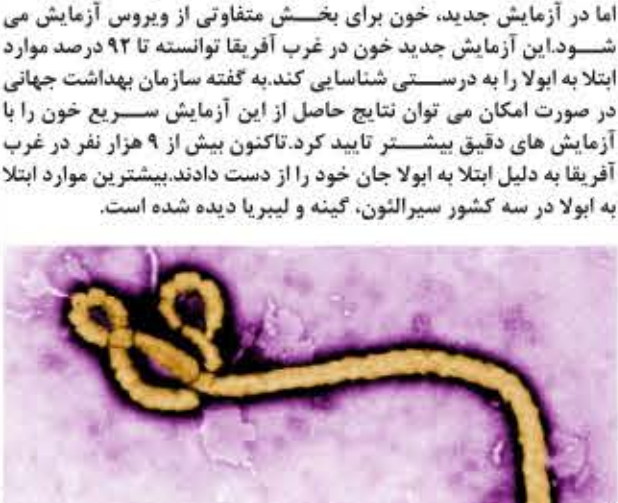 اما در آزمایش جدید، خون برای بخش متفاوتی از ویروس آزمایش می
شود.این آزمایش جدید خون در غرب آفریقا توانسته تا ۹۲ درصد موارد
ابتلا به ابولا را به درستی شناسایی کند.به گفته سازمان بهداشت جهانی
در صورت امکان می توان نتایج حاصل از این آزمایش سریع خون را با
آزمایش های دقیق بیشتر تایید کرد.تاکنون بیش از ۹ هزار نفر در غرب
آفریقا به دلیل ابتلا به ابولا جان خود را از دست دادند.بیشترین موارد ابتلا
به ابولا در سه کشور سیرالئون، گینه و لیبریا دیده شده است.